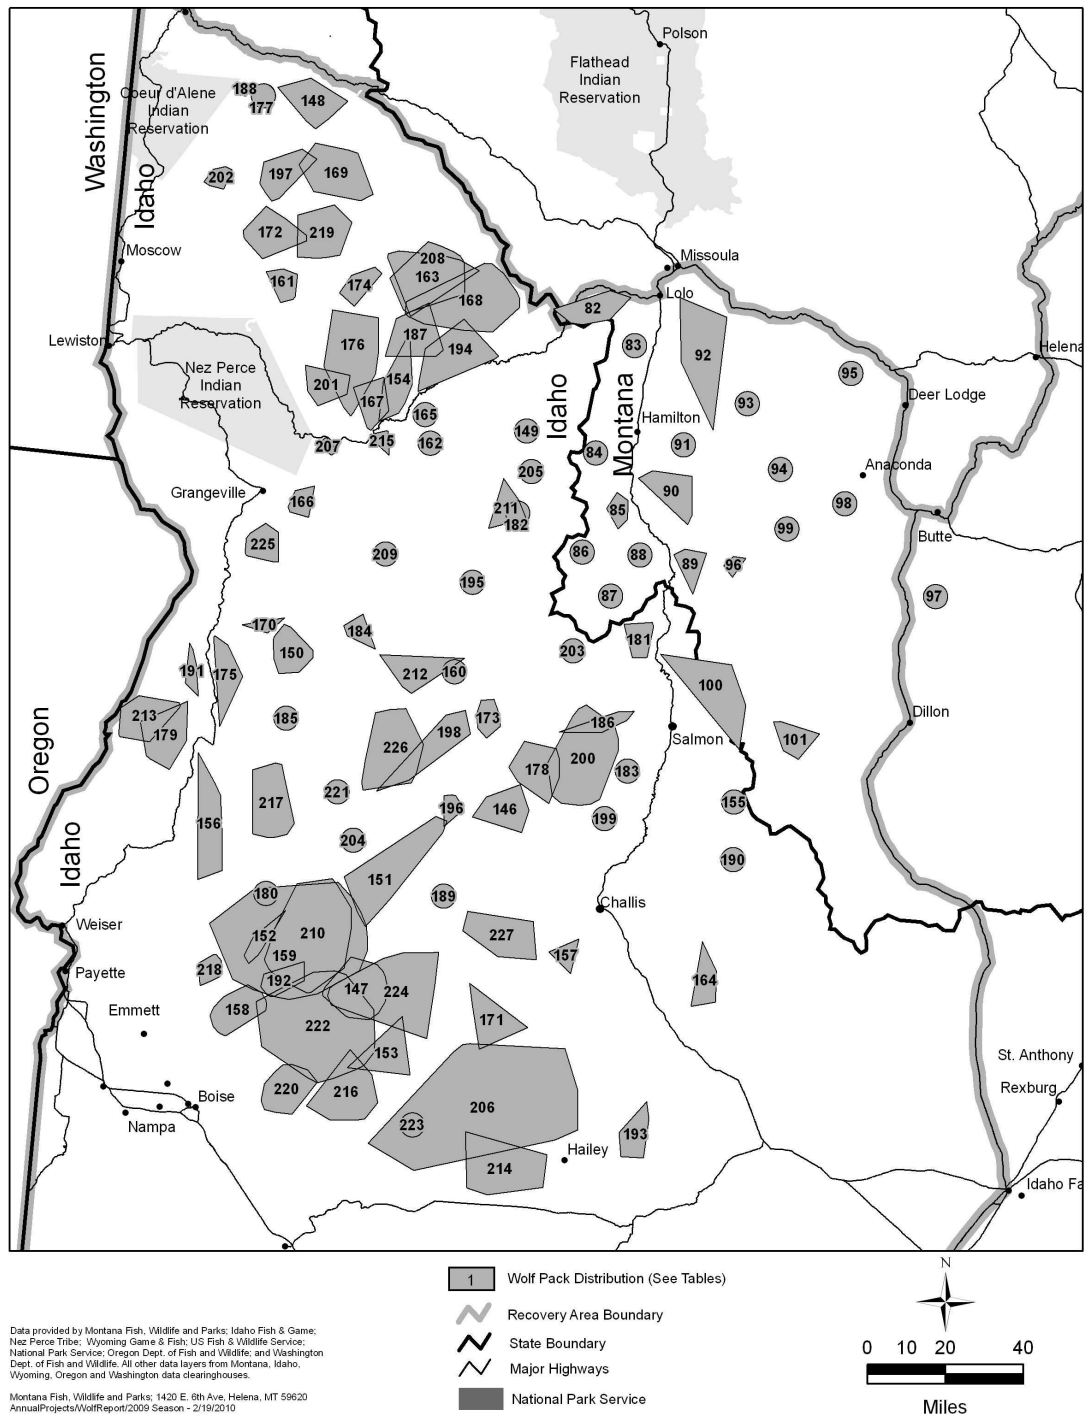 Polson
Flathead
Indian
Reservation
Washington
Coeur d'Alene
Indian
Reservation
188
177
148
202
197
169
Idaho
172
219
Moscow
161
174
208
163
168
Missoula
Lolo
82
Lewiston
176
187
194
83
92
Helena
Nez Perce
Indian
Reservation
201
167
154
165
95
Deer Lodge
93
207
215
162
149
Idaho
Montana
Hamilton
84
91
205
94
Anaconda
Grangeville
166
211
182
85
90
98
99
Butte
225
209
86
88
89
96
195
87
97
170
150
184
203
181
191
175
212
160
100
Oregon
213
179
185
226
198
173
186
200
Salmon
101
Dillon
178
183
217
221
196
146
199
155
156
204
190
Idaho
151
180
189
Challis
Weiser
152
210
159
227
157
218
192
Payette
147
224
164
158
222
171
Emmett
153
St. Anthony
Rexburg
220
216
Boise
206
Nampa
223
193
Hailey
214
Idaho Fa
N
1 Wolf Pack Distribution (See Tables)
Recovery Area Boundary
State Boundary
Major Highways
National Park Service
0 10 20 40
Miles
Data provided by Montana Fish, Wildlife and Parks; Idaho Fish & Game;
Nez Perce Tribe; Wyoming Game & Fish; US Fish & Wildlife Service;
National Park Service; Oregon Dept. of Fish and Wildlife; and Washington
Dept. of Fish and Wildlife. All other data layers from Montana, Idaho,
Wyoming, Oregon and Washington data clearinghouses.
Montana Fish, Wildlife and Parks; 1420 E. 6th Ave, Helena, MT 59620
AnnualProjects/WolfReport/2009 Season - 2/19/2010